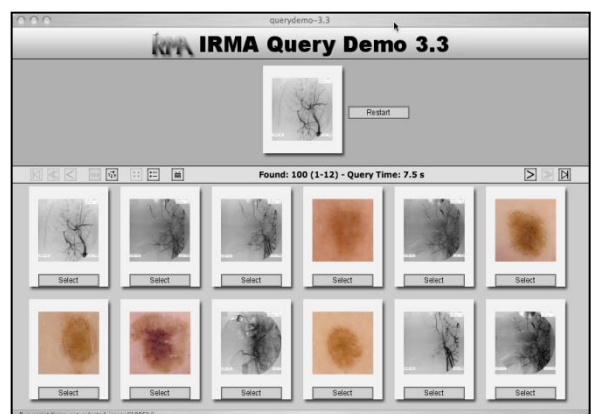 querydemo-3.3
IRMA IRMA Query Demo 3.3
Restart
Found: 100 (1-12) - Query Time: 7.5 s
Select Select Select Select Select Select
Select Select Select Select Select Select